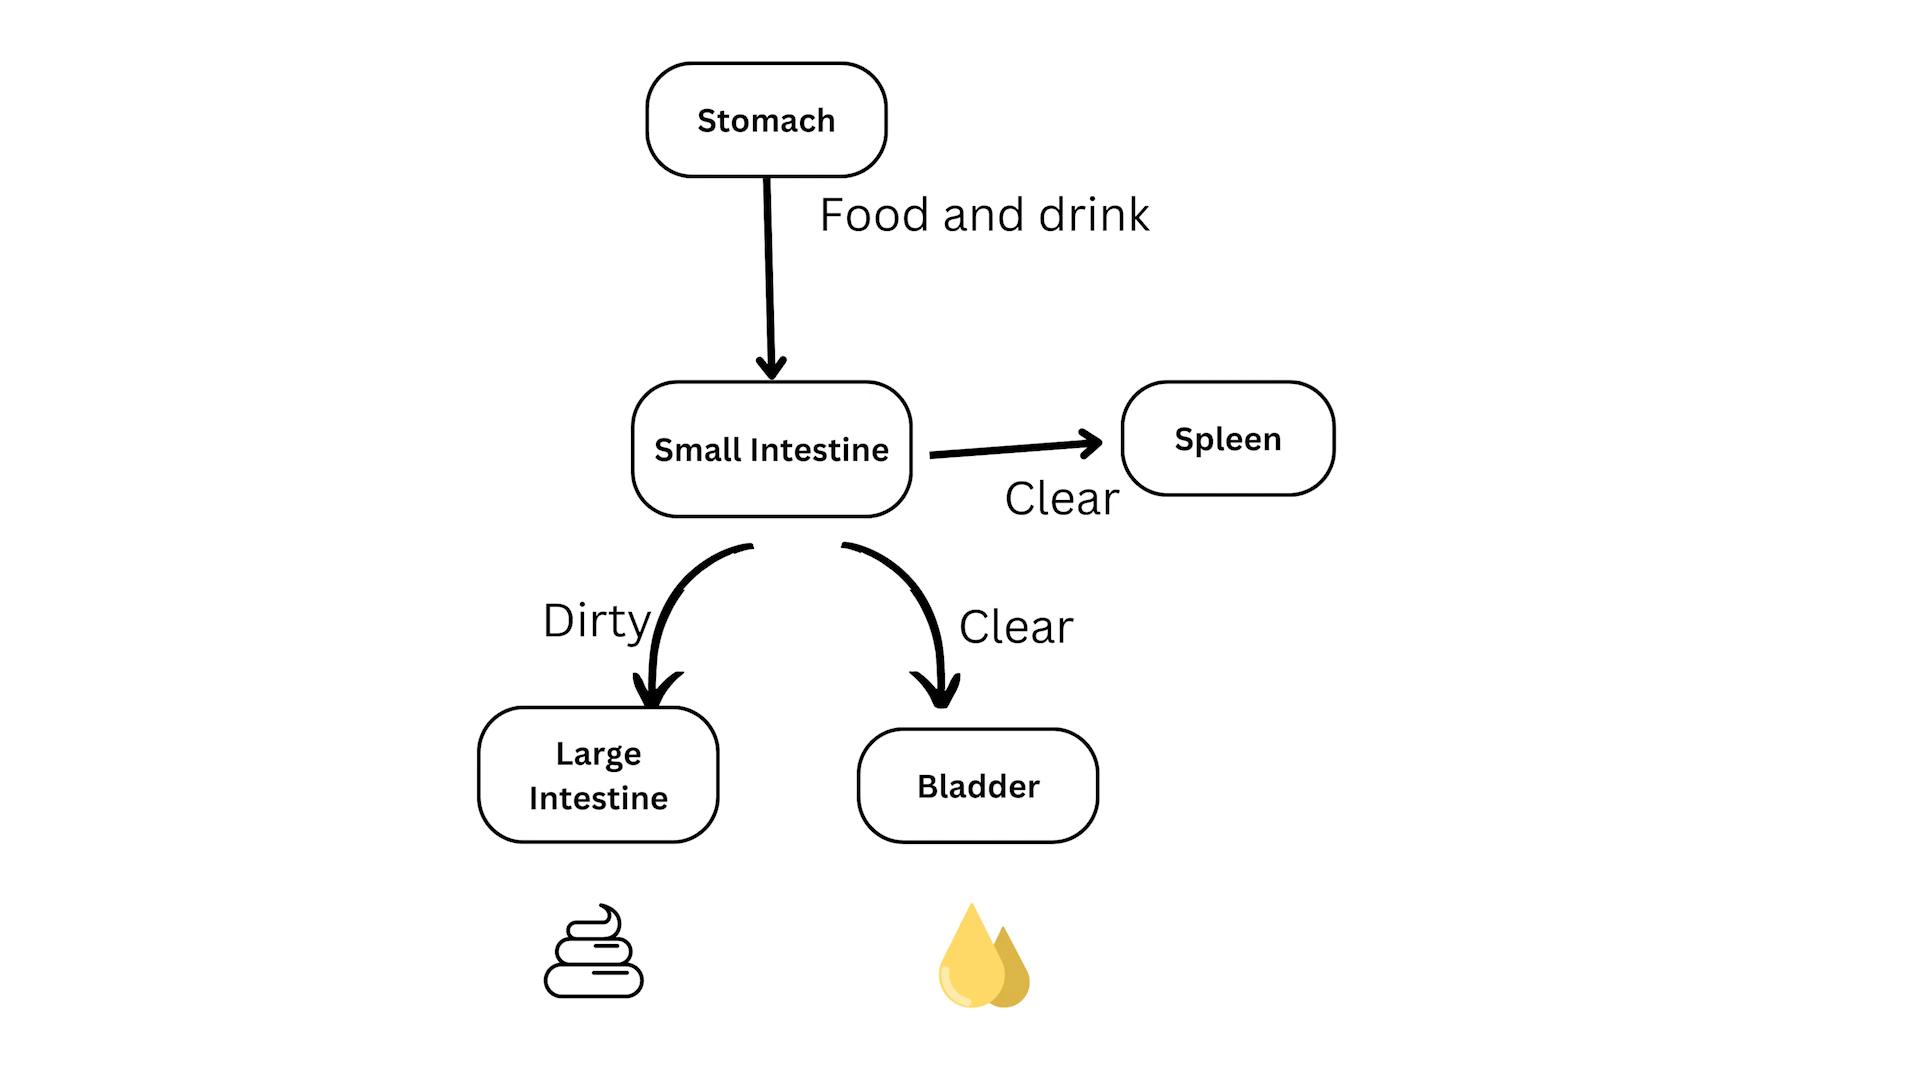 Stomach
Food and drink
Small Intestine
Spleen
Clear
Dirty
Clear
Large
Intestine
Bladder